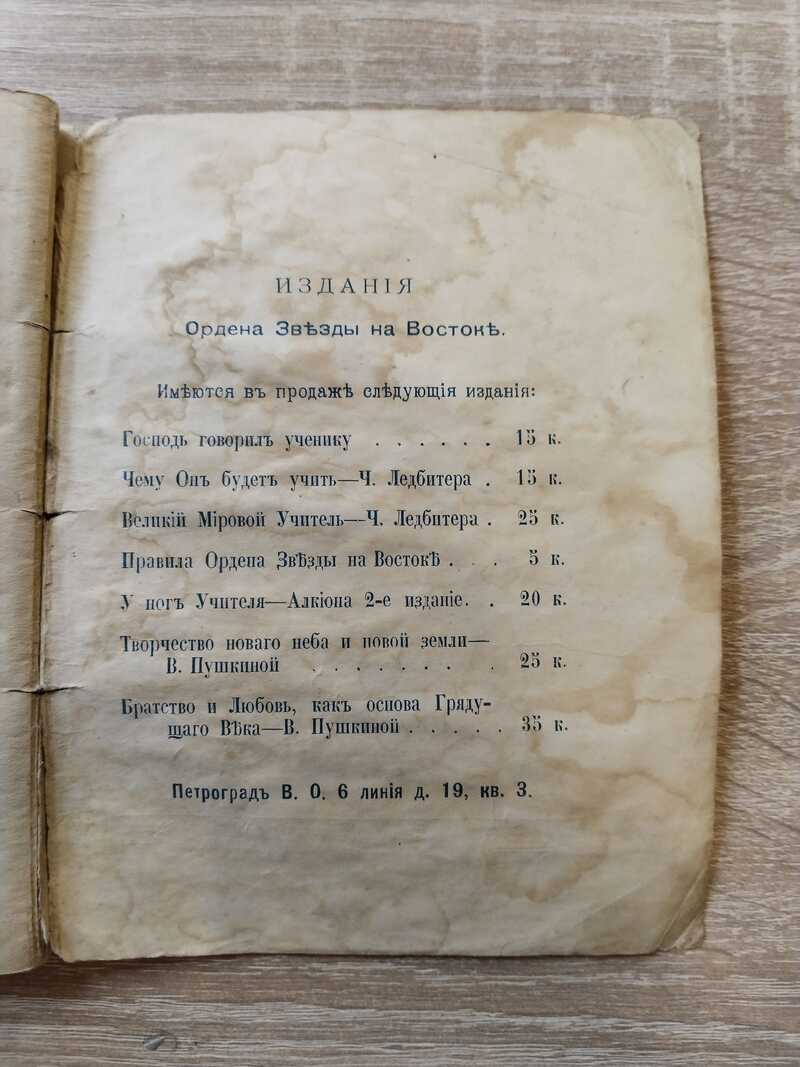 ИЗДАНІЯ
Ордена Звѣзды на Востокѣ.
Имѣются въ продажѣ слѣдующія изданія:
Господь говорилъ ученику . . . . . . 15 к.
Чему Онъ будетъ учить—Ч. Ледбитера . 15 к.
Великій Міровой Учитель—Ч. Ледбитера . 25 к.
Правила Ордена Звѣзды на Востокѣ . . . 5 к.
У ногъ Учителя—Алкіона 2-е изданіе. . 20 к.
Творчество новаго неба и новой земли—
В. Пушкиной . . . . . . . . . 25 к.
Братство и Любовь, какъ основа Гряду-
щаго Вѣка—В. Пушкиной . . . . . 35 к.
Петроградъ В. О. 6 линія д. 19, кв. 3.